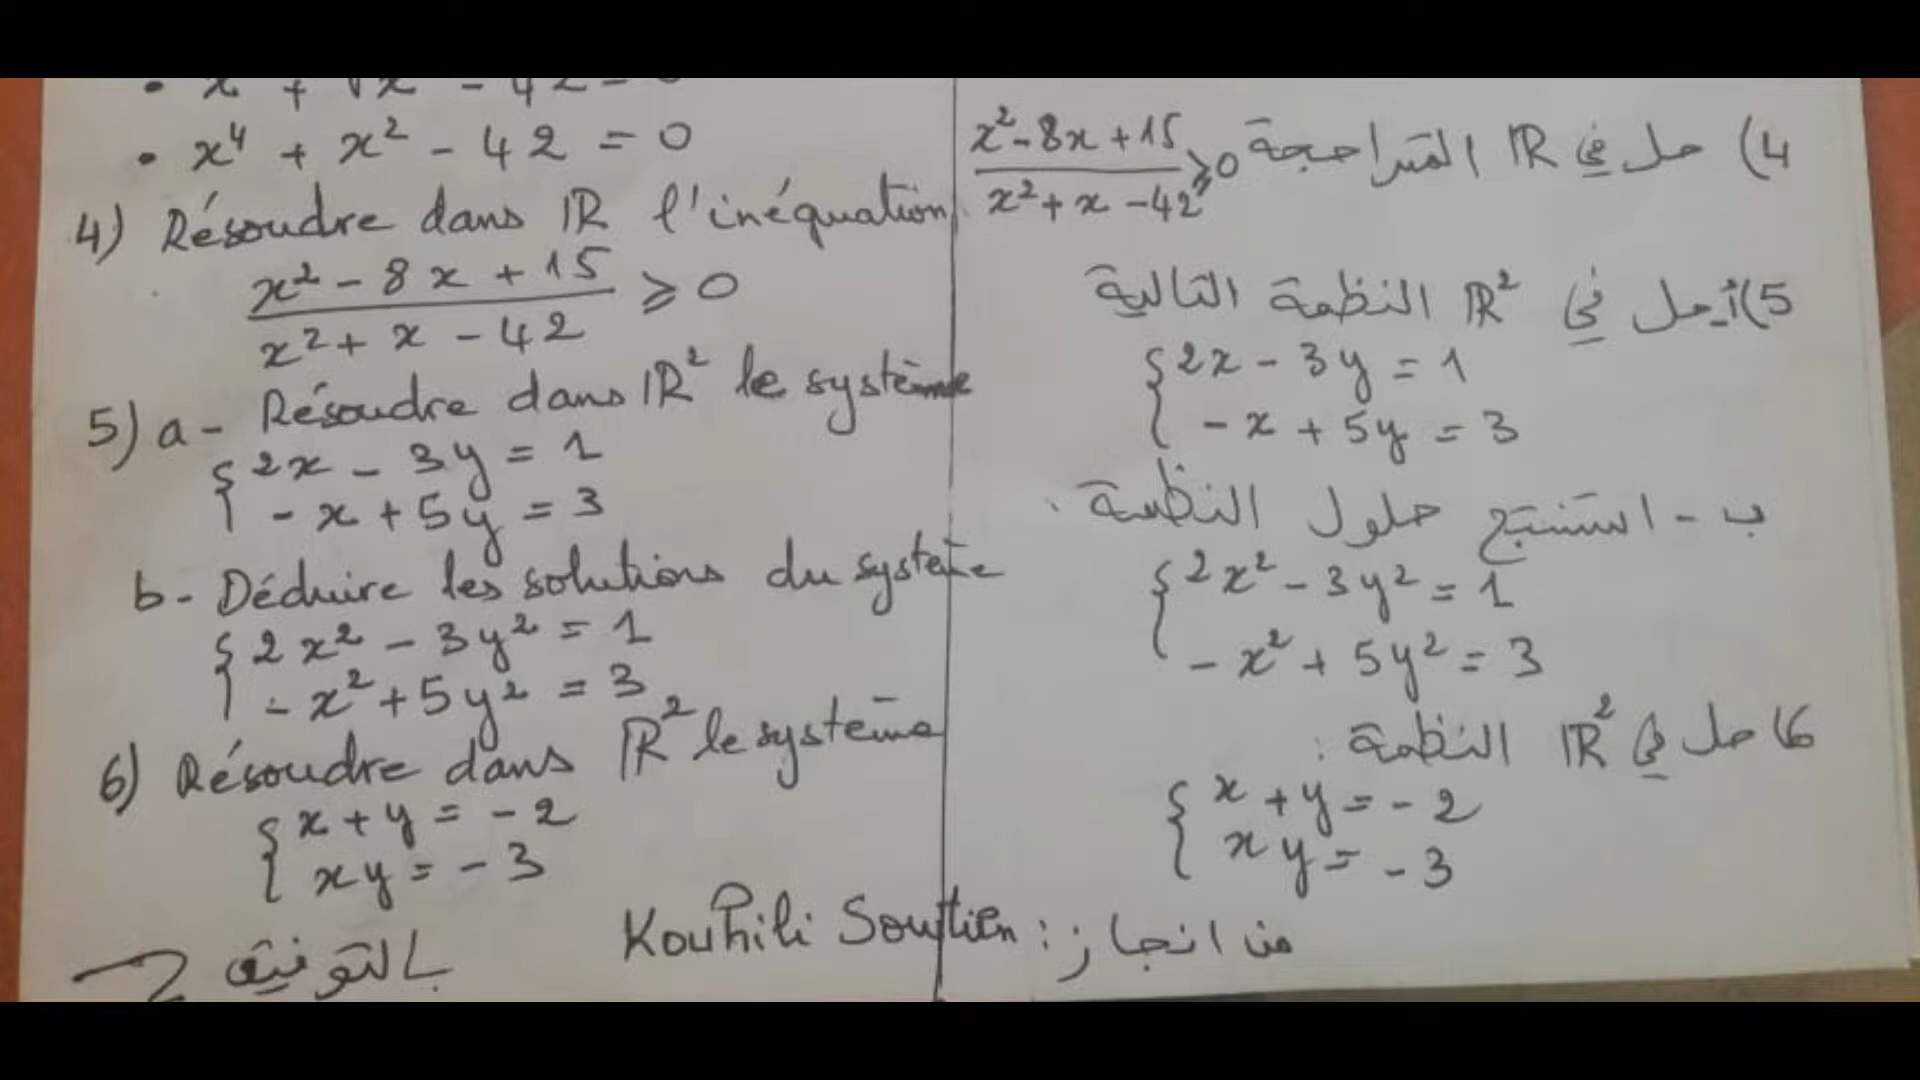 • x + √x - 42 = 0
• x⁴ + x² - 42 = 0
4) Résoudre dans IR l'inéquation
x² - 8x + 15 / x² + x - 42 ≥ 0
5) a - Résoudre dans IR² le système
{ 2x - 3y = 1
- x + 5y = 3
b - Déduire les solutions du système
{ 2x² - 3y² = 1
- x² + 5y² = 3
6) Résoudre dans IR² le système
{ x + y = -2
xy = -3
4) حل في IR المتراجحة x² - 8x + 15 / x² + x - 42 ≥ 0
5) أ- حل في IR² النظمة التالية
{ 2x - 3y = 1
- x + 5y = 3
ب - استنتج حلول النظمة :
{ 2x² - 3y² = 1
- x² + 5y² = 3
6) حل في IR² النظمة :
{ x + y = -2
xy = -3
من انجاز : Kouhili Soutien
بالتوفيق